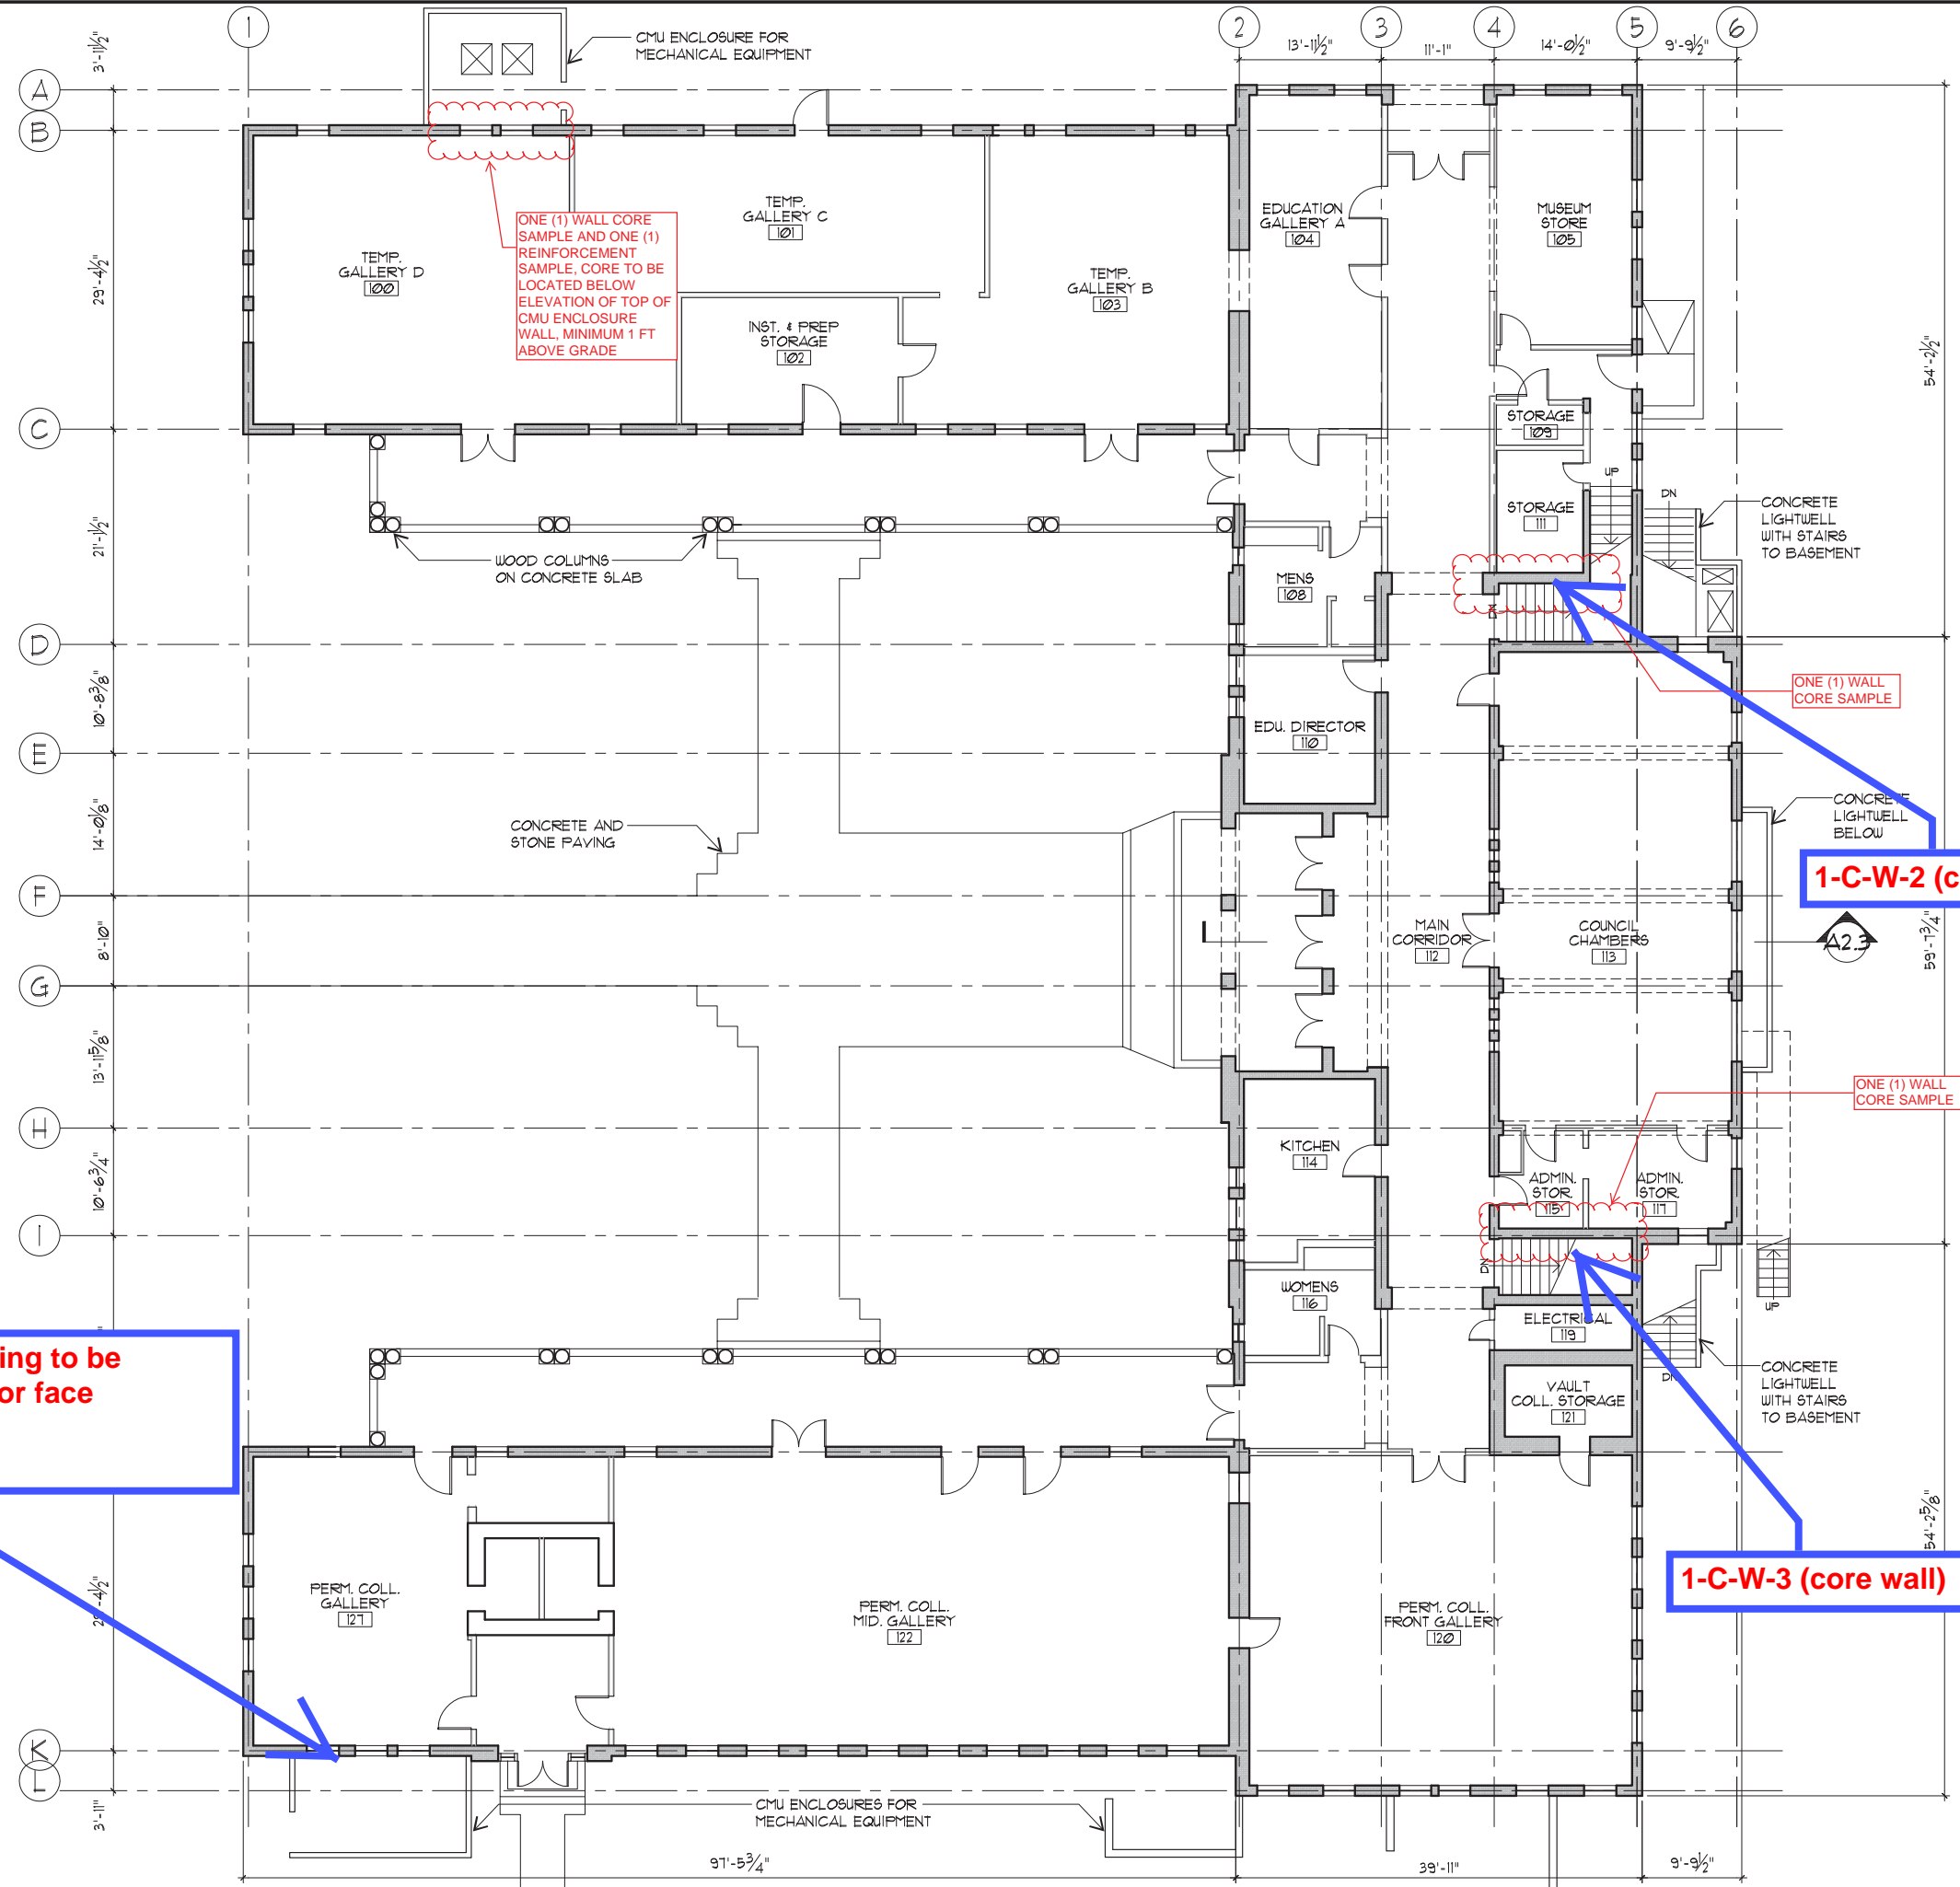 1
2
3
4
5
6
3'-11½"
13'-11½"
11'-1"
14'-0½"
9'-9½"
CMU ENCLOSURE FOR
MECHANICAL EQUIPMENT
A
B
29'-4½"
TEMP.
GALLERY D
100
ONE (1) WALL CORE
SAMPLE AND ONE (1)
REINFORCEMENT
SAMPLE, CORE TO BE
LOCATED BELOW
ELEVATION OF TOP OF
CMU ENCLOSURE
WALL, MINIMUM 1 FT
ABOVE GRADE
TEMP.
GALLERY C
101
INST. & PREP
STORAGE
102
TEMP.
GALLERY B
103
EDUCATION
GALLERY A
104
MUSEUM
STORE
105
54'-2½"
C
STORAGE
109
UP
STORAGE
111
DN
CONCRETE
LIGHTWELL
WITH STAIRS
TO BASEMENT
21'-1½"
WOOD COLUMNS
ON CONCRETE SLAB
MENS
108
D
10'-8⅜"
ONE (1) WALL
CORE SAMPLE
EDU. DIRECTOR
110
E
14'-0⅛"
CONCRETE AND
STONE PAVING
CONCRETE
LIGHTWELL
BELOW
1-C-W-2 (c
F
8'-10"
MAIN
CORRIDOR
112
COUNCIL
CHAMBERS
113
A2.3
59'-7¾"
G
13'-11⅝"
ONE (1) WALL
CORE SAMPLE
H
10'-6¾"
KITCHEN
114
ADMIN.
STOR.
115
ADMIN.
STOR.
117
I
DN
WOMENS
116
ELECTRICAL
119
UP
ing to be
or face
VAULT
COLL. STORAGE
121
DN
CONCRETE
LIGHTWELL
WITH STAIRS
TO BASEMENT
54'-2⅝"
PERM. COLL.
GALLERY
127
PERM. COLL.
MID. GALLERY
122
PERM. COLL.
FRONT GALLERY
120
1-C-W-3 (core wall)
K
L
3'-11"
CMU ENCLOSURES FOR
MECHANICAL EQUIPMENT
97'-5¾"
39'-11"
9'-9½"